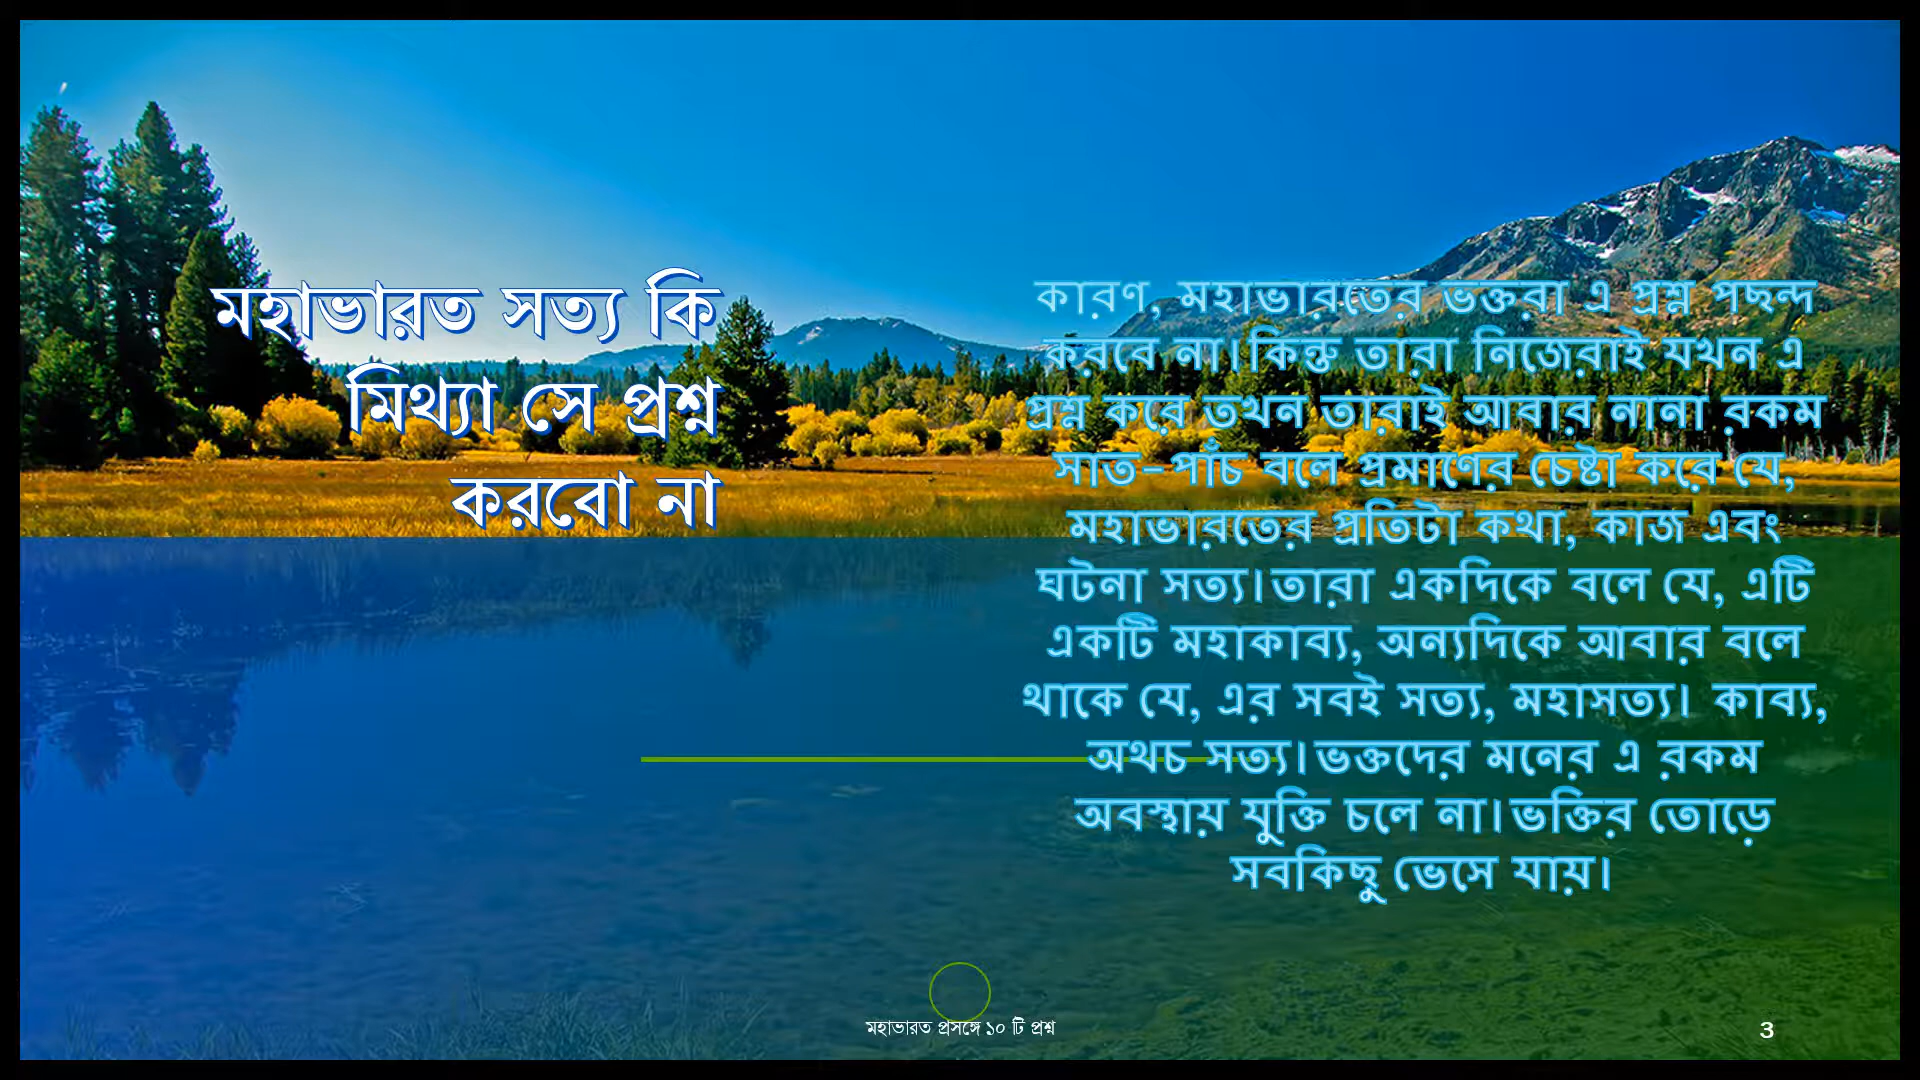 মহাভারত সত্য কি
মিথ্যা সে প্রশ্ন
করবো না
কারণ, মহাভারতের ভক্তরা এ প্রশ্ন পছন্দ
করবে না।কিন্তু তারা নিজেরাই যখন এ
প্রশ্ন করে তখন তারাই আবার নানা রকম
সাত-পাঁচ বলে প্রমাণের চেষ্টা করে যে,
মহাভারতের প্রতিটা কথা, কাজ এবং
ঘটনা সত্য।তারা একদিকে বলে যে, এটি
একটি মহাকাব্য, অন্যদিকে আবার বলে
থাকে যে, এর সবই সত্য, মহাসত্য। কাব্য,
অথচ সত্য।ভক্তদের মনের এ রকম
অবস্থায় যুক্তি চলে না।ভক্তির তোড়ে
সবকিছু ভেসে যায়।
মহাভারত প্রসঙ্গে ১০ টি প্রশ্ন
3